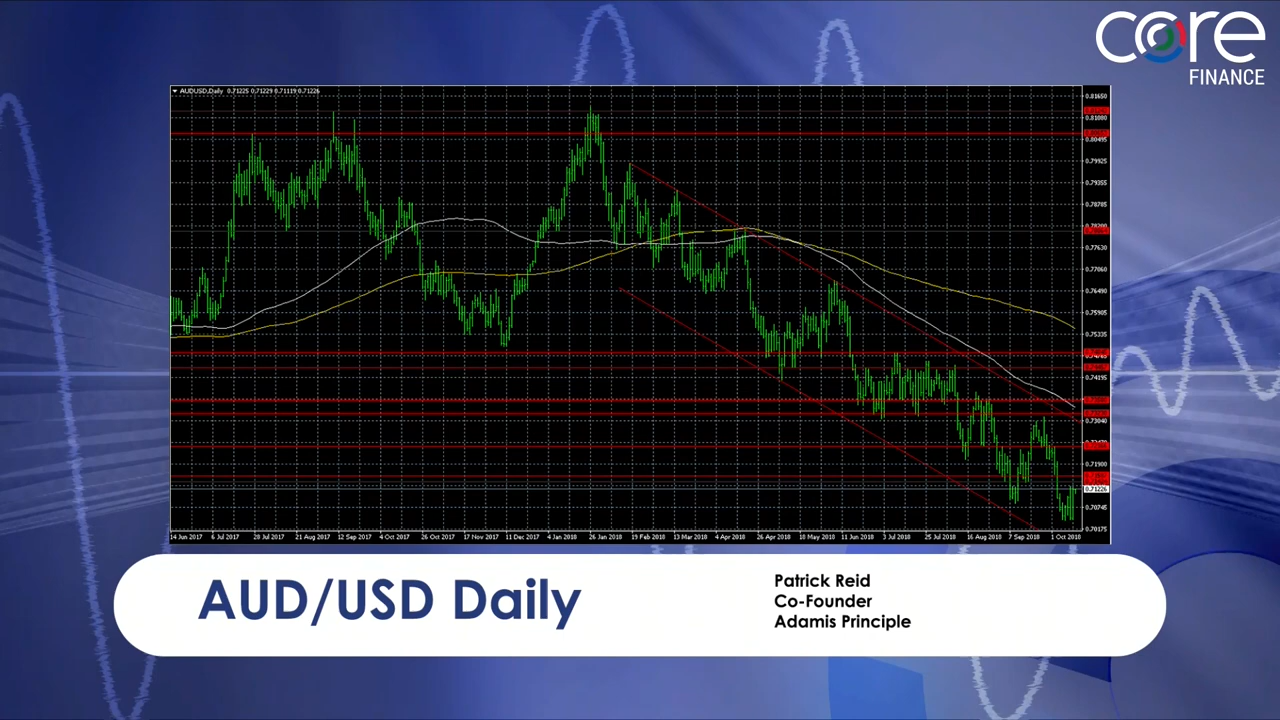 core
FINANCE
AUDUSD,Daily 0.71225 0.71229 0.71119 0.71226
0.81650
0.81080
0.80495
0.79925
0.79355
0.78785
0.78200
0.77630
0.77060
0.76490
0.75905
0.75335
0.74765
0.74195
0.73040
0.71900
0.71226
0.70745
0.70175
14 Jun 2017 6 Jul 2017 28 Jul 2017 21 Aug 2017 12 Sep 2017 4 Oct 2017 26 Oct 2017 17 Nov 2017 11 Dec 2017 4 Jan 2018 26 Jan 2018 19 Feb 2018 13 Mar 2018 4 Apr 2018 26 Apr 2018 18 May 2018 11 Jun 2018 3 Jul 2018 25 Jul 2018 16 Aug 2018 7 Sep 2018 1 Oct 2018
AUD/USD Daily
Patrick Reid
Co-Founder
Adamis Principle